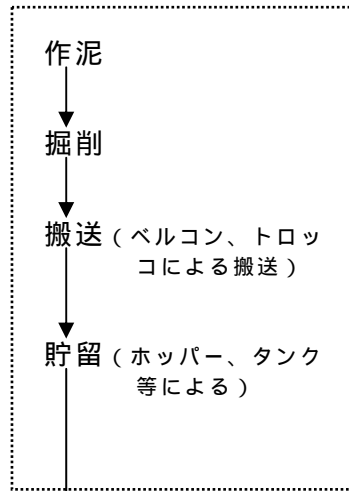 作泥
掘削
搬送(ベルコン、トロッ
コによる搬送)
貯留(ホッパー、タンク
等による)